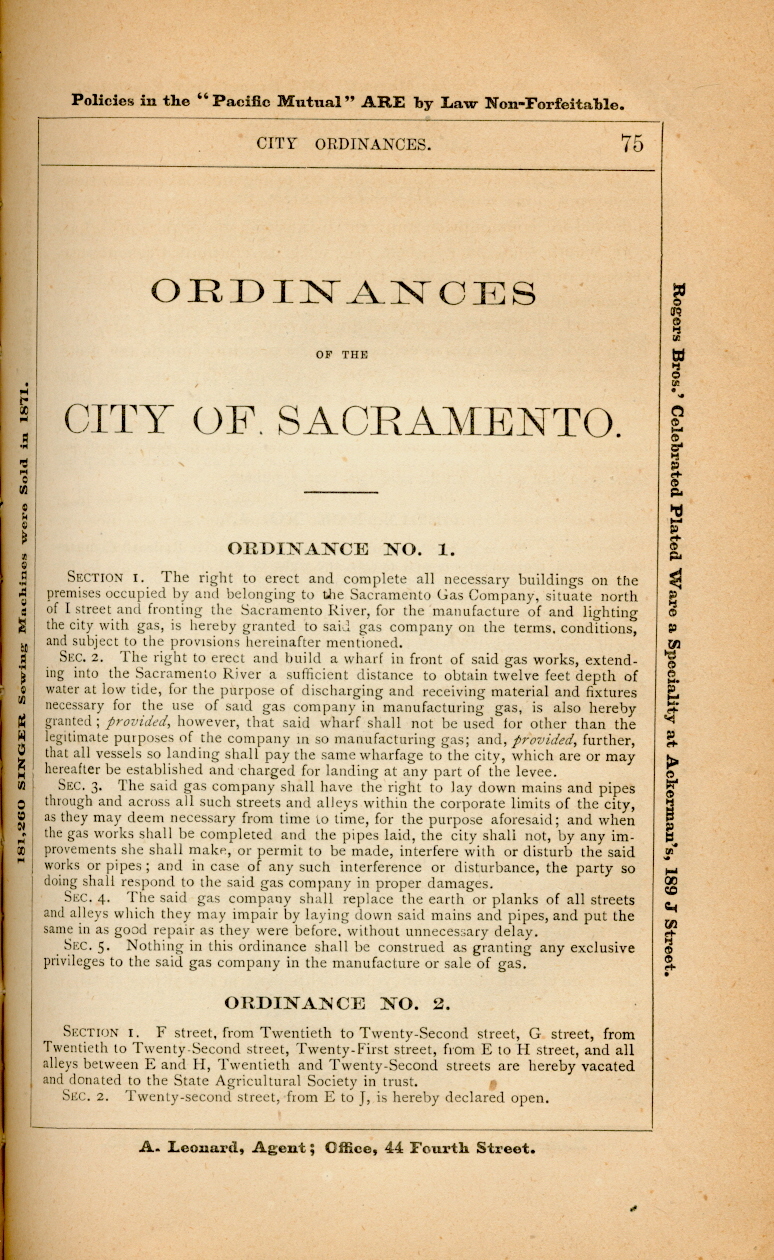 Policies in the "Pacific Mutual" ARE by Law Non-Forfeitable.
CITY ORDINANCES. 75
ORDINANCES
OF THE
CITY OF SACRAMENTO.
ORDINANCE NO. 1.
SECTION 1. The right to erect and complete all necessary buildings on the
premises occupied by and belonging to the Sacramento Gas Company, situate north
of I street and fronting the Sacramento River, for the manufacture of and lighting
the city with gas, is hereby granted to said gas company on the terms, conditions,
and subject to the provisions hereinafter mentioned.
SEC. 2. The right to erect and build a wharf in front of said gas works, extend-
ing into the Sacramento River a sufficient distance to obtain twelve feet depth of
water at low tide, for the purpose of discharging and receiving material and fixtures
necessary for the use of said gas company in manufacturing gas, is also hereby
granted; provided, however, that said wharf shall not be used for other than the
legitimate purposes of the company in so manufacturing gas; and, provided, further,
that all vessels so landing shall pay the same wharfage to the city, which are or may
hereafter be established and charged for landing at any part of the levee.
SEC. 3. The said gas company shall have the right to lay down mains and pipes
through and across all such streets and alleys within the corporate limits of the city,
as they may deem necessary from time to time, for the purpose aforesaid; and when
the gas works shall be completed and the pipes laid, the city shall not, by any im-
provements she shall make, or permit to be made, interfere with or disturb the said
works or pipes; and in case of any such interference or disturbance, the party so
doing shall respond to the said gas company in proper damages.
SEC. 4. The said gas company shall replace the earth or planks of all streets
and alleys which they may impair by laying down said mains and pipes, and put the
same in as good repair as they were before, without unnecessary delay.
SEC. 5. Nothing in this ordinance shall be construed as granting any exclusive
privileges to the said gas company in the manufacture or sale of gas.
ORDINANCE NO. 2.
SECTION 1. F street, from Twentieth to Twenty-Second street, G street, from
Twentieth to Twenty-Second street, Twenty-First street, from E to H street, and all
alleys between E and H, Twentieth and Twenty-Second streets are hereby vacated
and donated to the State Agricultural Society in trust.
SEC. 2. Twenty-second street, from E to J, is hereby declared open.
A. Leonard, Agent; Office, 44 Fourth Street.
181,260 SINGER Sewing Machines were Sold in 1871.
Rogers Bros.' Celebrated Plated Ware a Speciality at Ackerman's, 189 J Street.